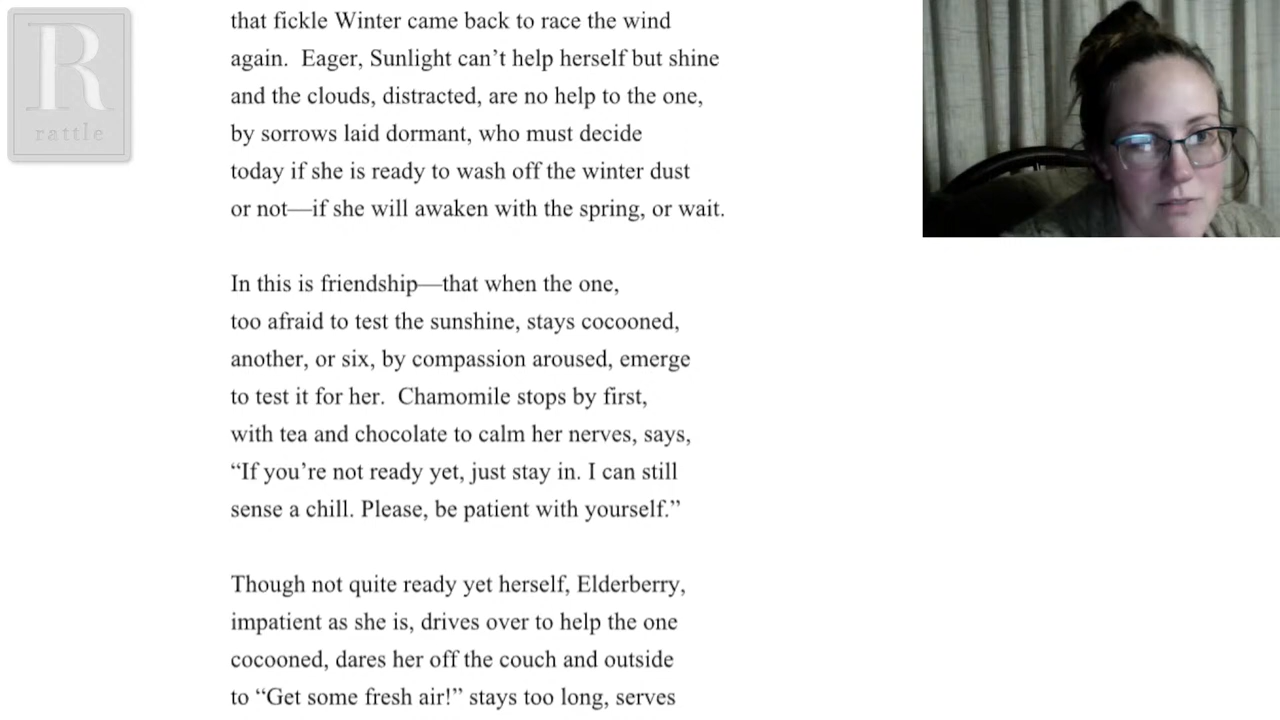 R
rattle
that fickle Winter came back to race the wind
again.  Eager, Sunlight can’t help herself but shine
and the clouds, distracted, are no help to the one,
by sorrows laid dormant, who must decide
today if she is ready to wash off the winter dust
or not—if she will awaken with the spring, or wait.
In this is friendship—that when the one,
too afraid to test the sunshine, stays cocooned,
another, or six, by compassion aroused, emerge
to test it for her.  Chamomile stops by first,
with tea and chocolate to calm her nerves, says,
“If you’re not ready yet, just stay in. I can still
sense a chill. Please, be patient with yourself.”
Though not quite ready yet herself, Elderberry,
impatient as she is, drives over to help the one
cocooned, dares her off the couch and outside
to “Get some fresh air!” stays too long, serves